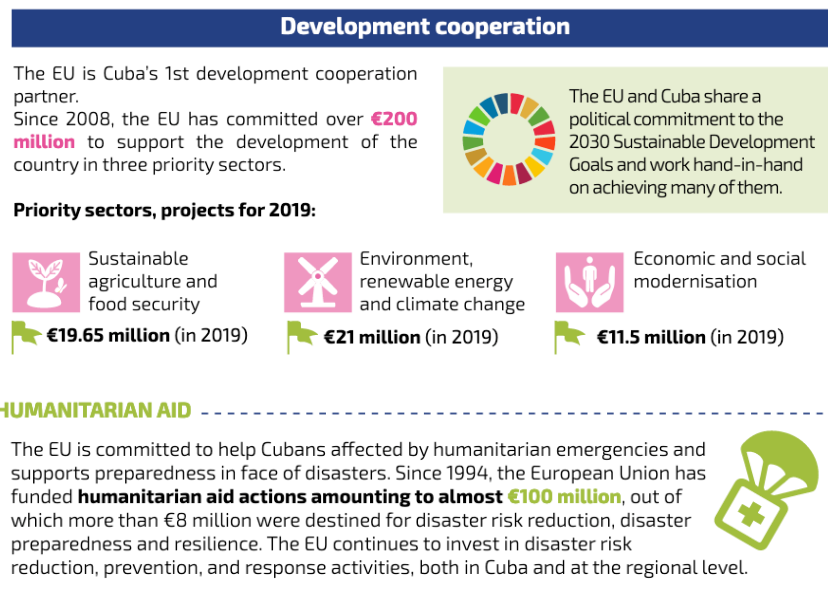 Development cooperation
The EU is Cuba's 1st development cooperation
partner.
Since 2008, the EU has committed over €200
million to support the development of the
country in three priority sectors.
The EU and Cuba share a
political commitment to the
2030 Sustainable Development
Goals and work hand-in-hand
on achieving many of them.
Priority sectors, projects for 2019:
Sustainable
agriculture and
food security
€19.65 million (in 2019)
Environment,
renewable energy
and climate change
€21 million (in 2019)
Economic and social
modernisation
€11.5 million (in 2019)
HUMANITARIAN AID
The EU is committed to help Cubans affected by humanitarian emergencies and
supports preparedness in face of disasters. Since 1994, the European Union has
funded humanitarian aid actions amounting to almost €100 million, out of
which more than €8 million were destined for disaster risk reduction, disaster
preparedness and resilience. The EU continues to invest in disaster risk
reduction, prevention, and response activities, both in Cuba and at the regional level.